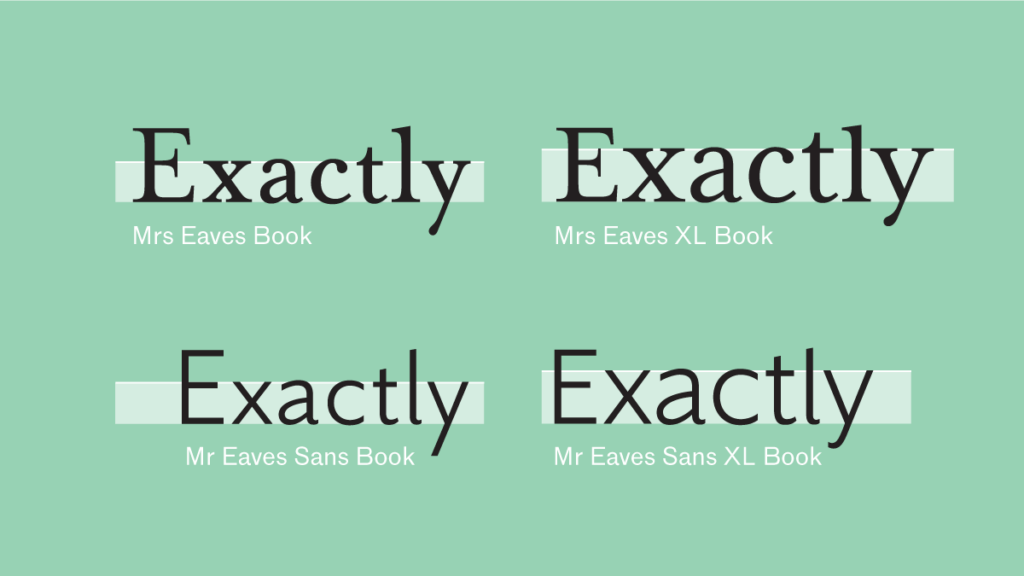 Exactly
Mrs Eaves Book
Exactly
Mrs Eaves XL Book
Exactly
Mr Eaves Sans Book
Exactly
Mr Eaves Sans XL Book